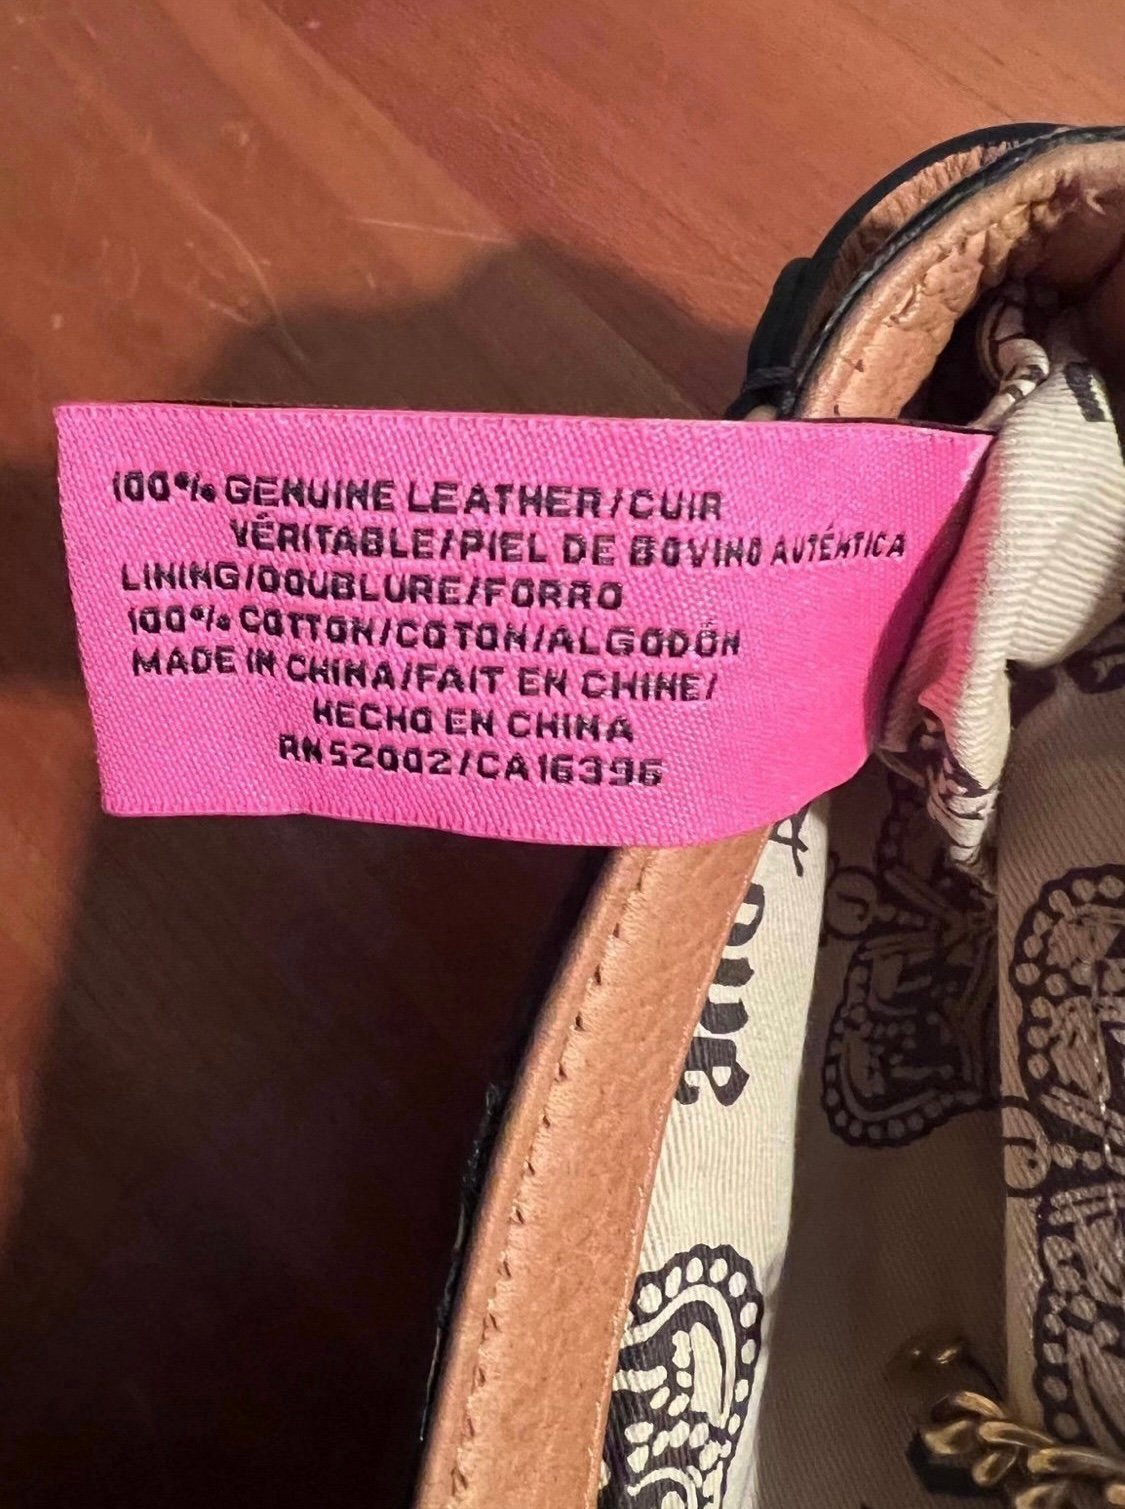 100% GENUINE LEATHER/CUIR
VÉRITABLE/PIEL DE BOVINO AUTÉNTICA
LINING/DOUBLURE/FORRO
100% COTTON/COTON/ALGODÓN
MADE IN CHINA/FAIT EN CHINE/
HECHO EN CHINA
RN52002/CA16396